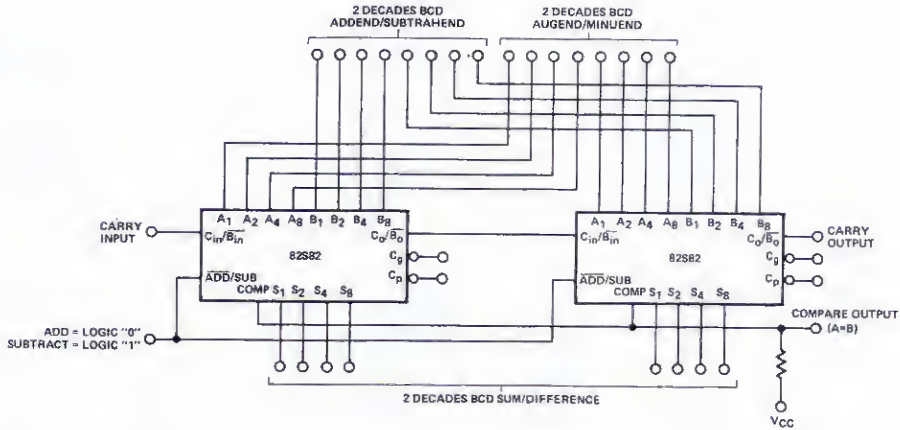 2 DECADES BCD
ADDEND/SUBTRAHEND
2 DECADES BCD
AUGEND/MINUEND
A1 A2 A4 A8 B1 B2 B4 B8
A1 A2 A4 A8 B1 B2 B4 B8
CARRY
INPUT
Cin/Bin
Co/Bo
82S82
Cg
Cp
ADD/SUB
COMP S1 S2 S4 S8
Cin/Bin
Co/Bo
82S82
Cg
Cp
ADD/SUB
COMP S1 S2 S4 S8
CARRY
OUTPUT
ADD = LOGIC "0"
SUBTRACT = LOGIC "1"
COMPARE OUTPUT
(A=B)
2 DECADES BCD SUM/DIFFERENCE
VCC